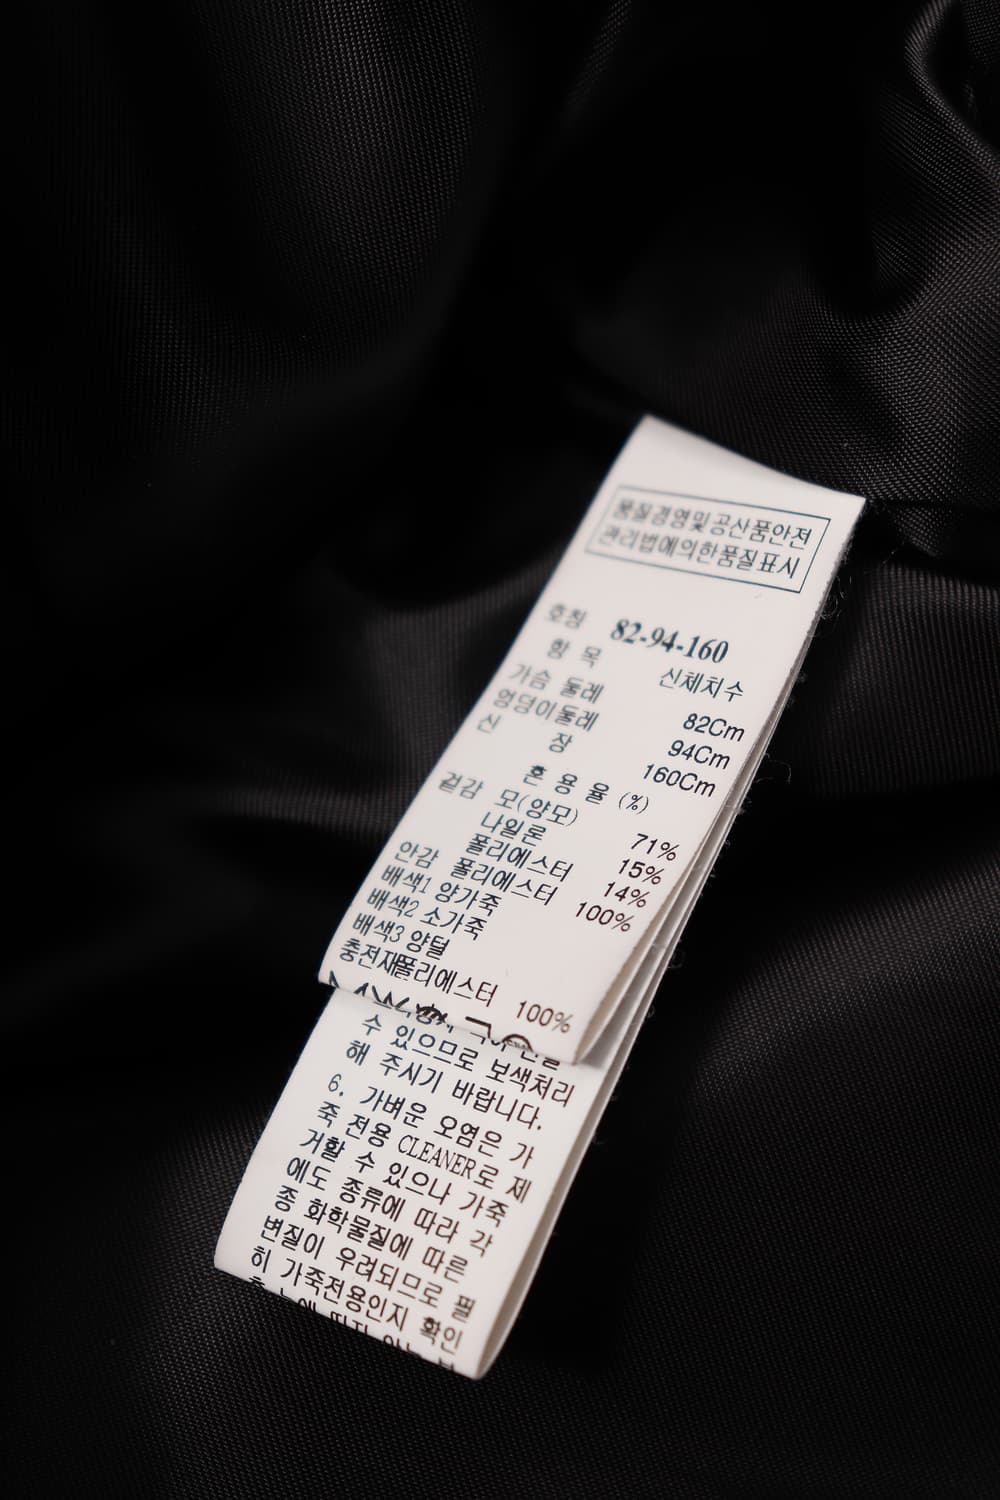 품질경영및공산품안전
관리법에의한품질표시
호칭 82-94-160
항 목 신체치수
가슴 둘레 82Cm
엉덩이둘레 94Cm
신 장 160Cm
혼 용 율 (%)
겉감 모(양모) 71%
나일론 15%
폴리에스터 14%
안감 폴리에스터 100%
배색1 양가죽
배색2 소가죽
배색3 양털
충전재폴리에스터 100%
수 있으므로 보색처리
해 주시기 바랍니다.
6. 가벼운 오염은 가
죽 전용 CLEANER로 제
거할 수 있으나 가죽
에도 종류에 따라 각
종 화학물질에 따른
변질이 우려되므로 필
히 가죽전용인지 확인